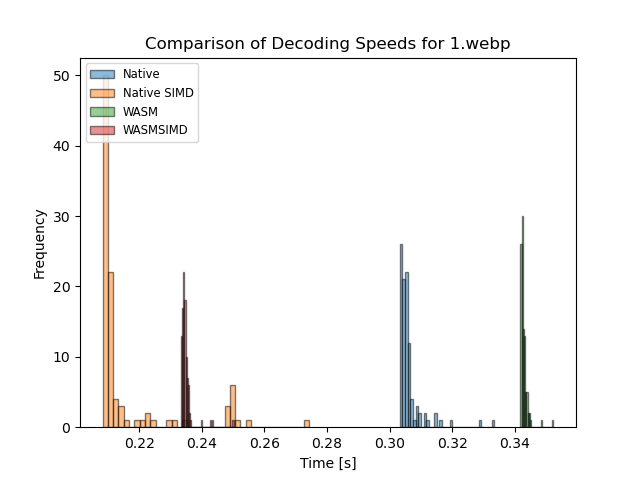 Comparison of Decoding Speeds for 1.webp
Native
Native SIMD
WASM
WASMSIMD
Frequency
50
40
30
20
10
0
0.22 0.24 0.26 0.28 0.30 0.32 0.34
Time [s]